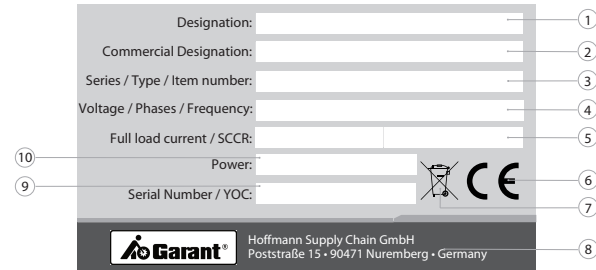 Designation:
1
Commercial Designation:
2
Series / Type / Item number:
3
Voltage / Phases / Frequency:
4
Full load current / SCCR:
5
10
Power:
6
9
Serial Number / YOC:
7
CE
Garant®
Hoffmann Supply Chain GmbH
Poststraße 15 • 90471 Nuremberg • Germany
8